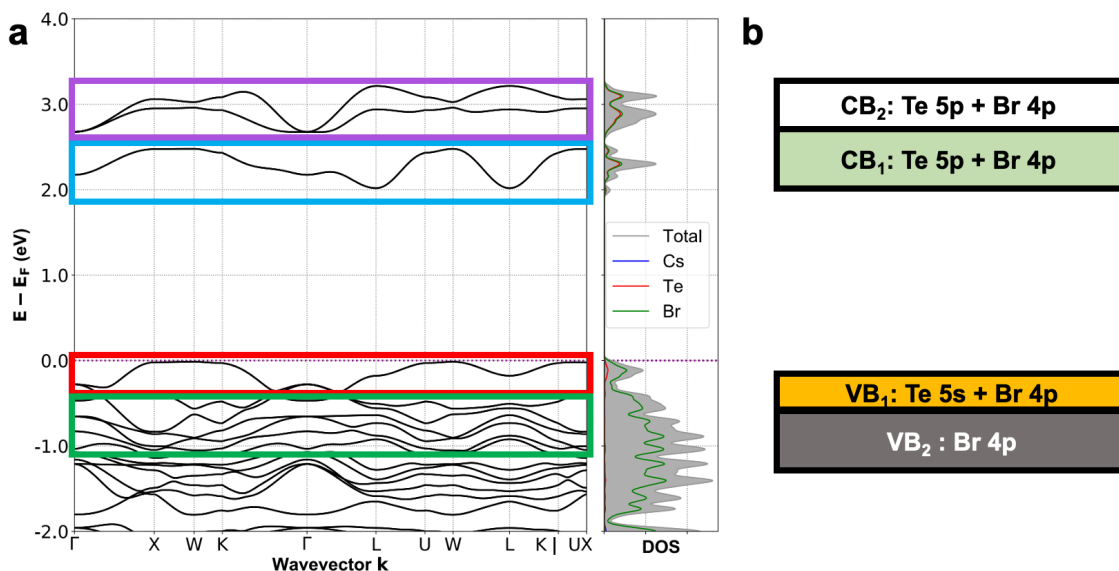 a
b
4.0
3.0
2.0
1.0
0.0
-1.0
-2.0
E − E_F (eV)
Γ X W K Γ L U W L K | UX
Wavevector k
Total
Cs
Te
Br
DOS
CB₂: Te 5p + Br 4p
CB₁: Te 5p + Br 4p
VB₁: Te 5s + Br 4p
VB₂ : Br 4p